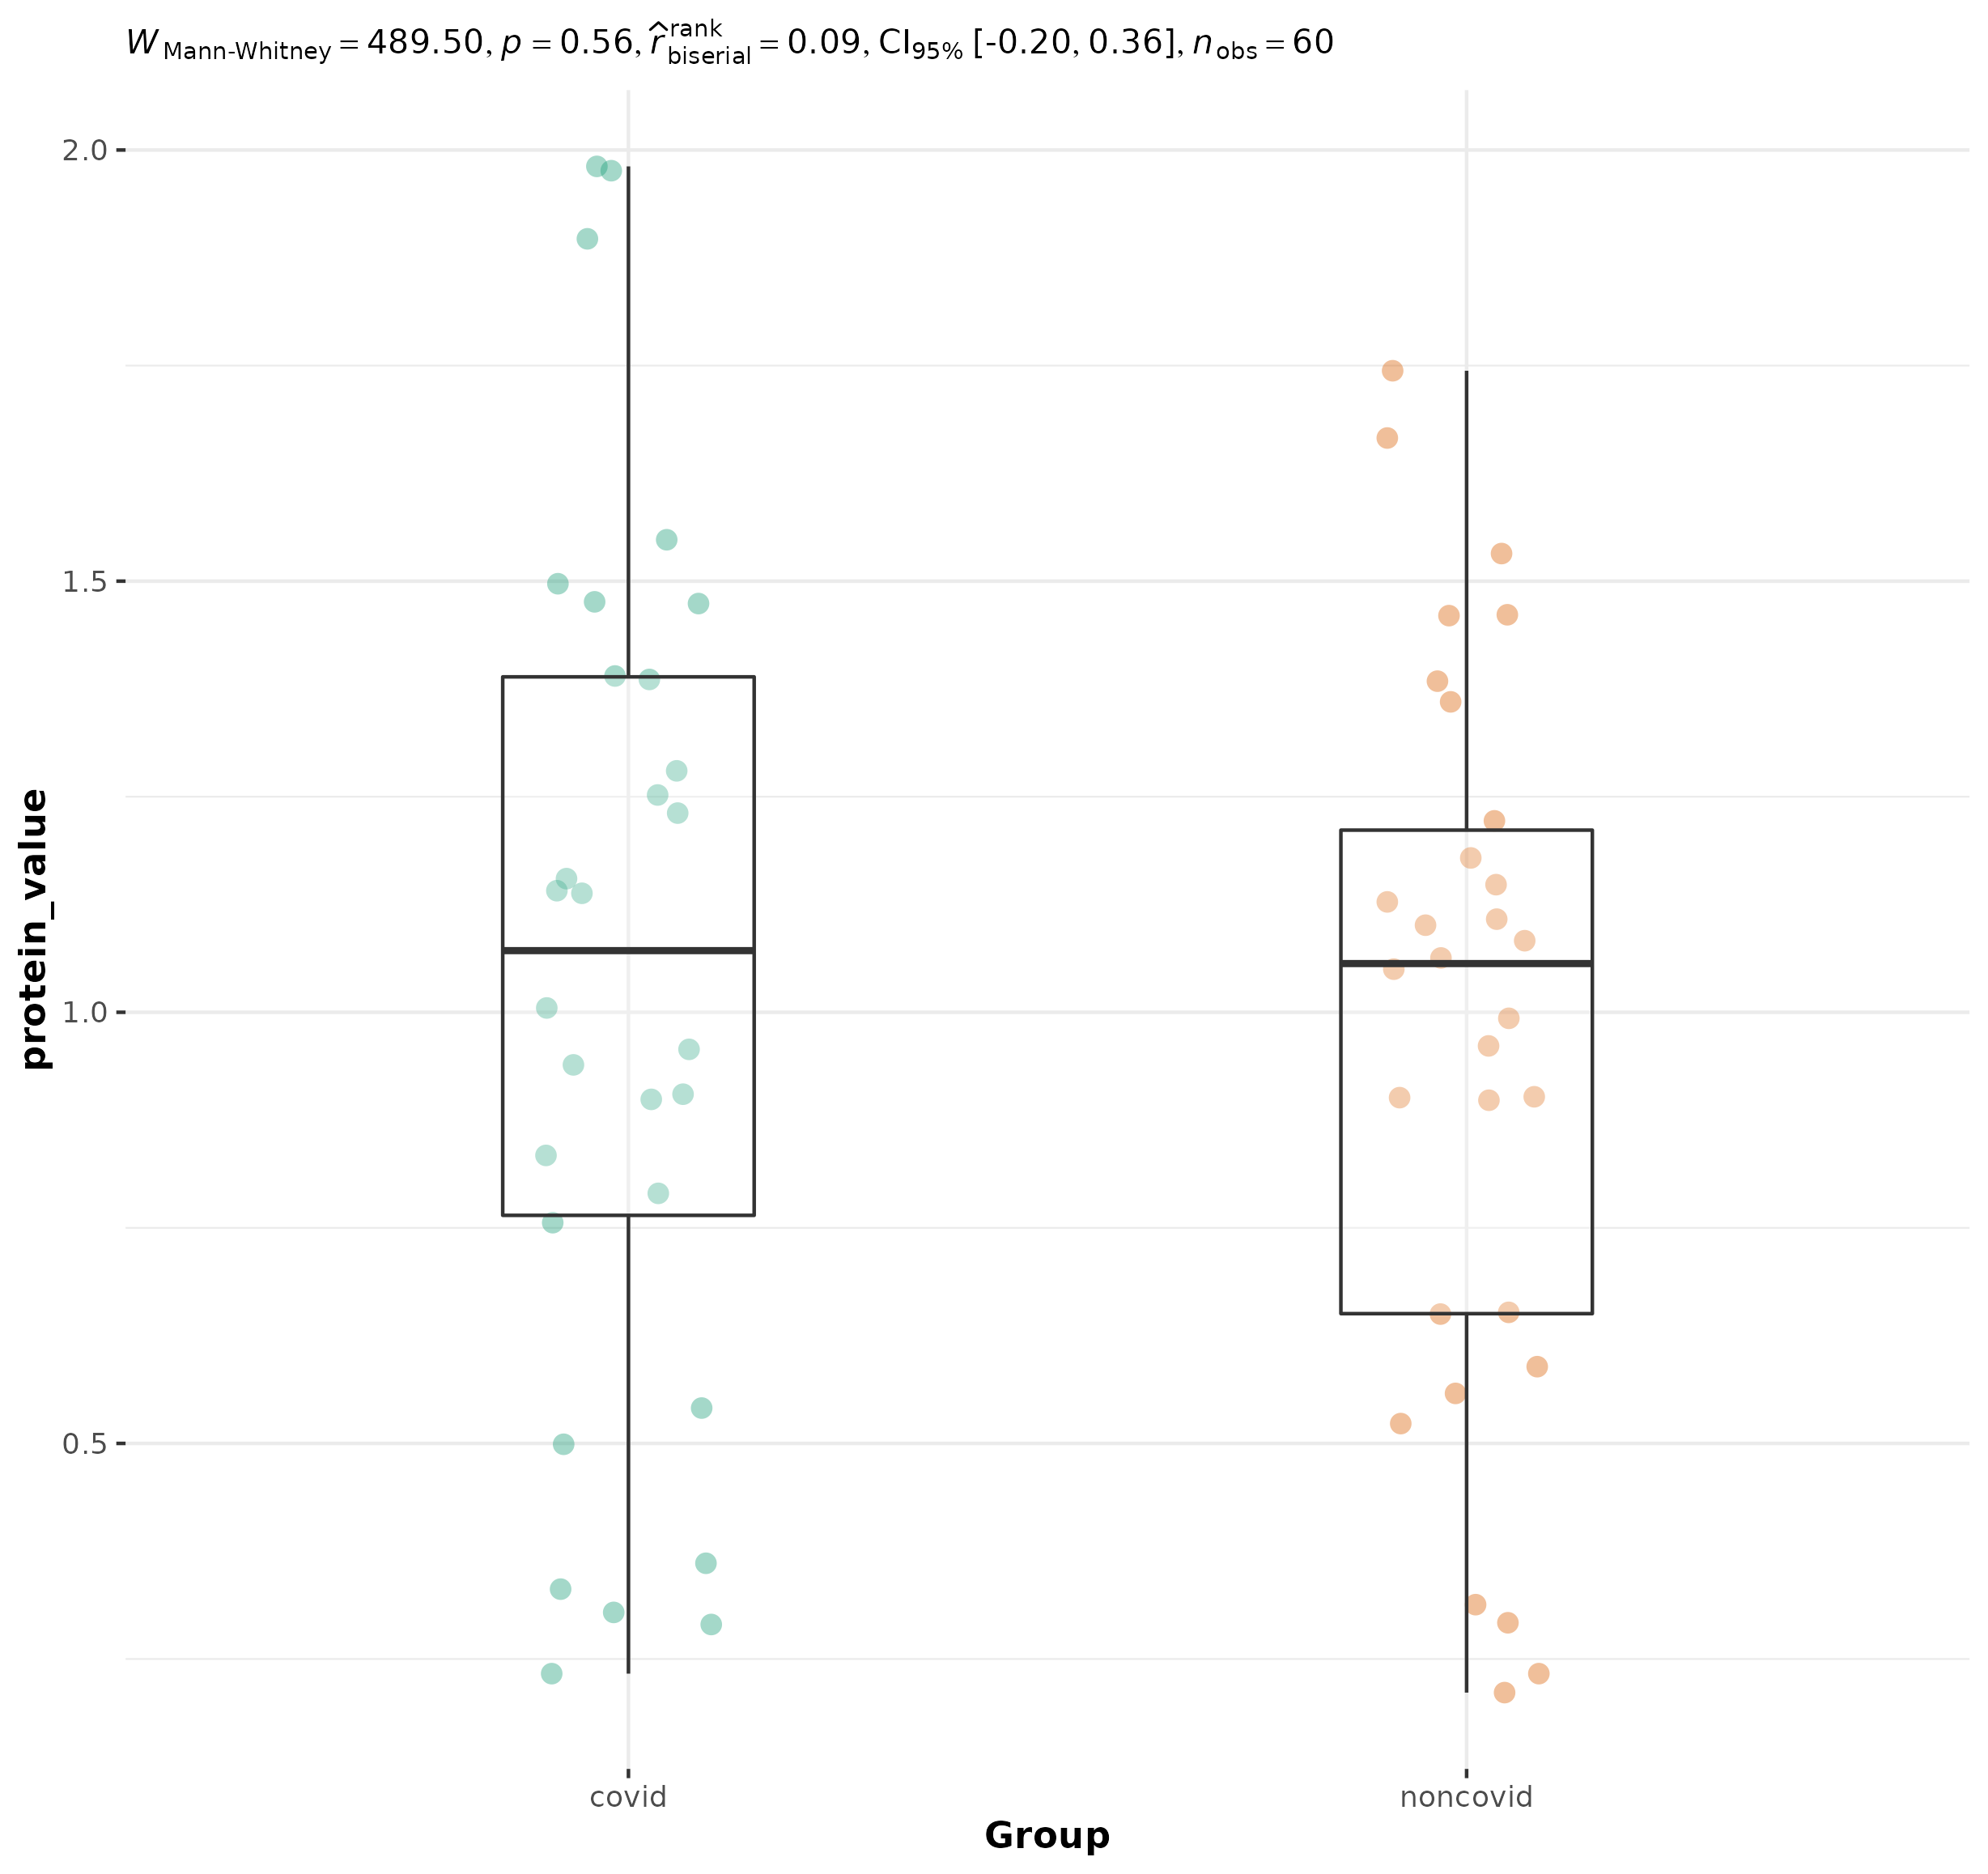 W Mann-Whitney = 489.50, p = 0.56, r̂ rank biserial = 0.09, CI95% [-0.20, 0.36], n obs = 60
2.0
1.5
1.0
0.5
protein_value
covid noncovid
Group